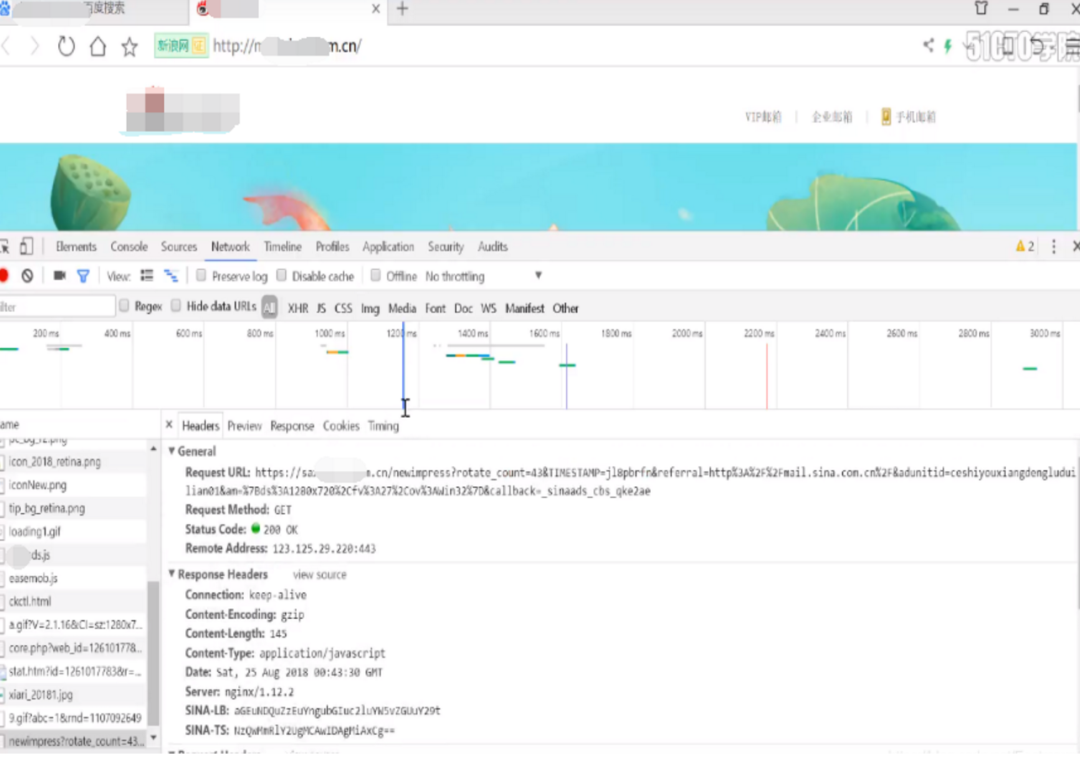 百度搜索
新浪网 证 http://m m.cn/
51CTO学院
VIP邮箱 | 企业邮箱 | 手机邮箱
Elements Console Sources Network Timeline Profiles Application Security Audits 2
View: Preserve log Disable cache Offline No throttling
Regex Hide data URLs All XHR JS CSS Img Media Font Doc WS Manifest Other
200 ms 400 ms 600 ms 800 ms 1000 ms 1200 ms 1400 ms 1600 ms 1800 ms 2000 ms 2200 ms 2400 ms 2600 ms 2800 ms 3000 ms
ame
Headers Preview Response Cookies Timing
icon_2018_retina.png
iconNew.png
tip_bg_retina.png
loading1.gif
ds.js
easemob.js
ckctl.html
a.gif?V=2.1.16&CI=sz:1280x7...
core.php?web_id=126101778...
stat.htm?id=1261017783&r=...
xiari_20181.jpg
9.gif?abc=1&rnd=1107092649
newimpress?rotate_count=43...
General
Request URL: https://sa m.cn/newimpress?rotate_count=43&TIMESTAMP=jl8pbrfn&referral=http%3A%2F%2Fmail.sina.com.cn%2F&adunitid=ceshiyouxiangdengludui
lian01&am=%7Bds%3A1280x720%2Cfv%3A27%2Cov%3AWin32%7D&callback=_sinaads_cbs_qke2ae
Request Method: GET
Status Code: 200 OK
Remote Address: 123.125.29.220:443
Response Headers view source
Connection: keep-alive
Content-Encoding: gzip
Content-Length: 145
Content-Type: application/javascript
Date: Sat, 25 Aug 2018 00:43:30 GMT
Server: nginx/1.12.2
SINA-LB:
SINA-TS: